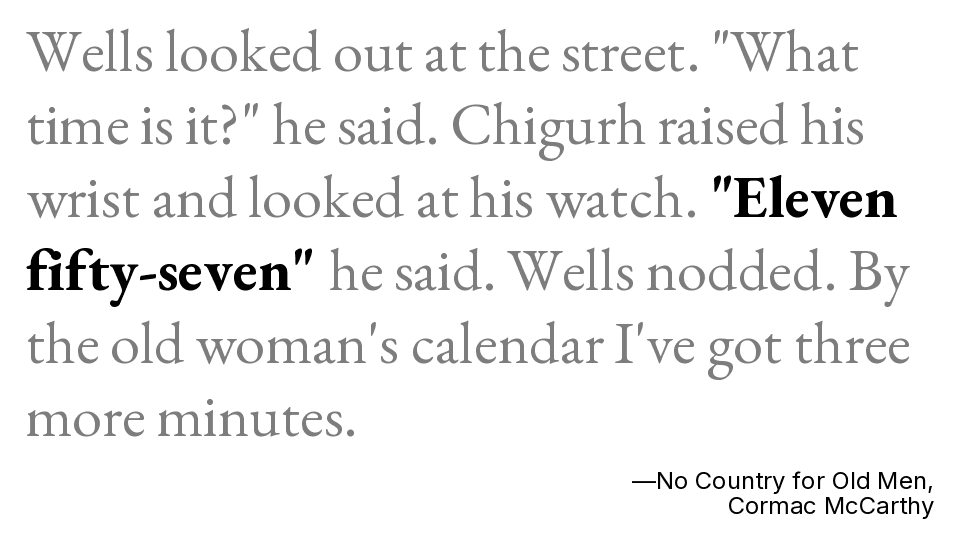 Wells looked out at the street. "What
time is it?" he said. Chigurh raised his
wrist and looked at his watch. "Eleven
fifty-seven" he said. Wells nodded. By
the old woman's calendar I've got three
more minutes.
—No Country for Old Men,
Cormac McCarthy